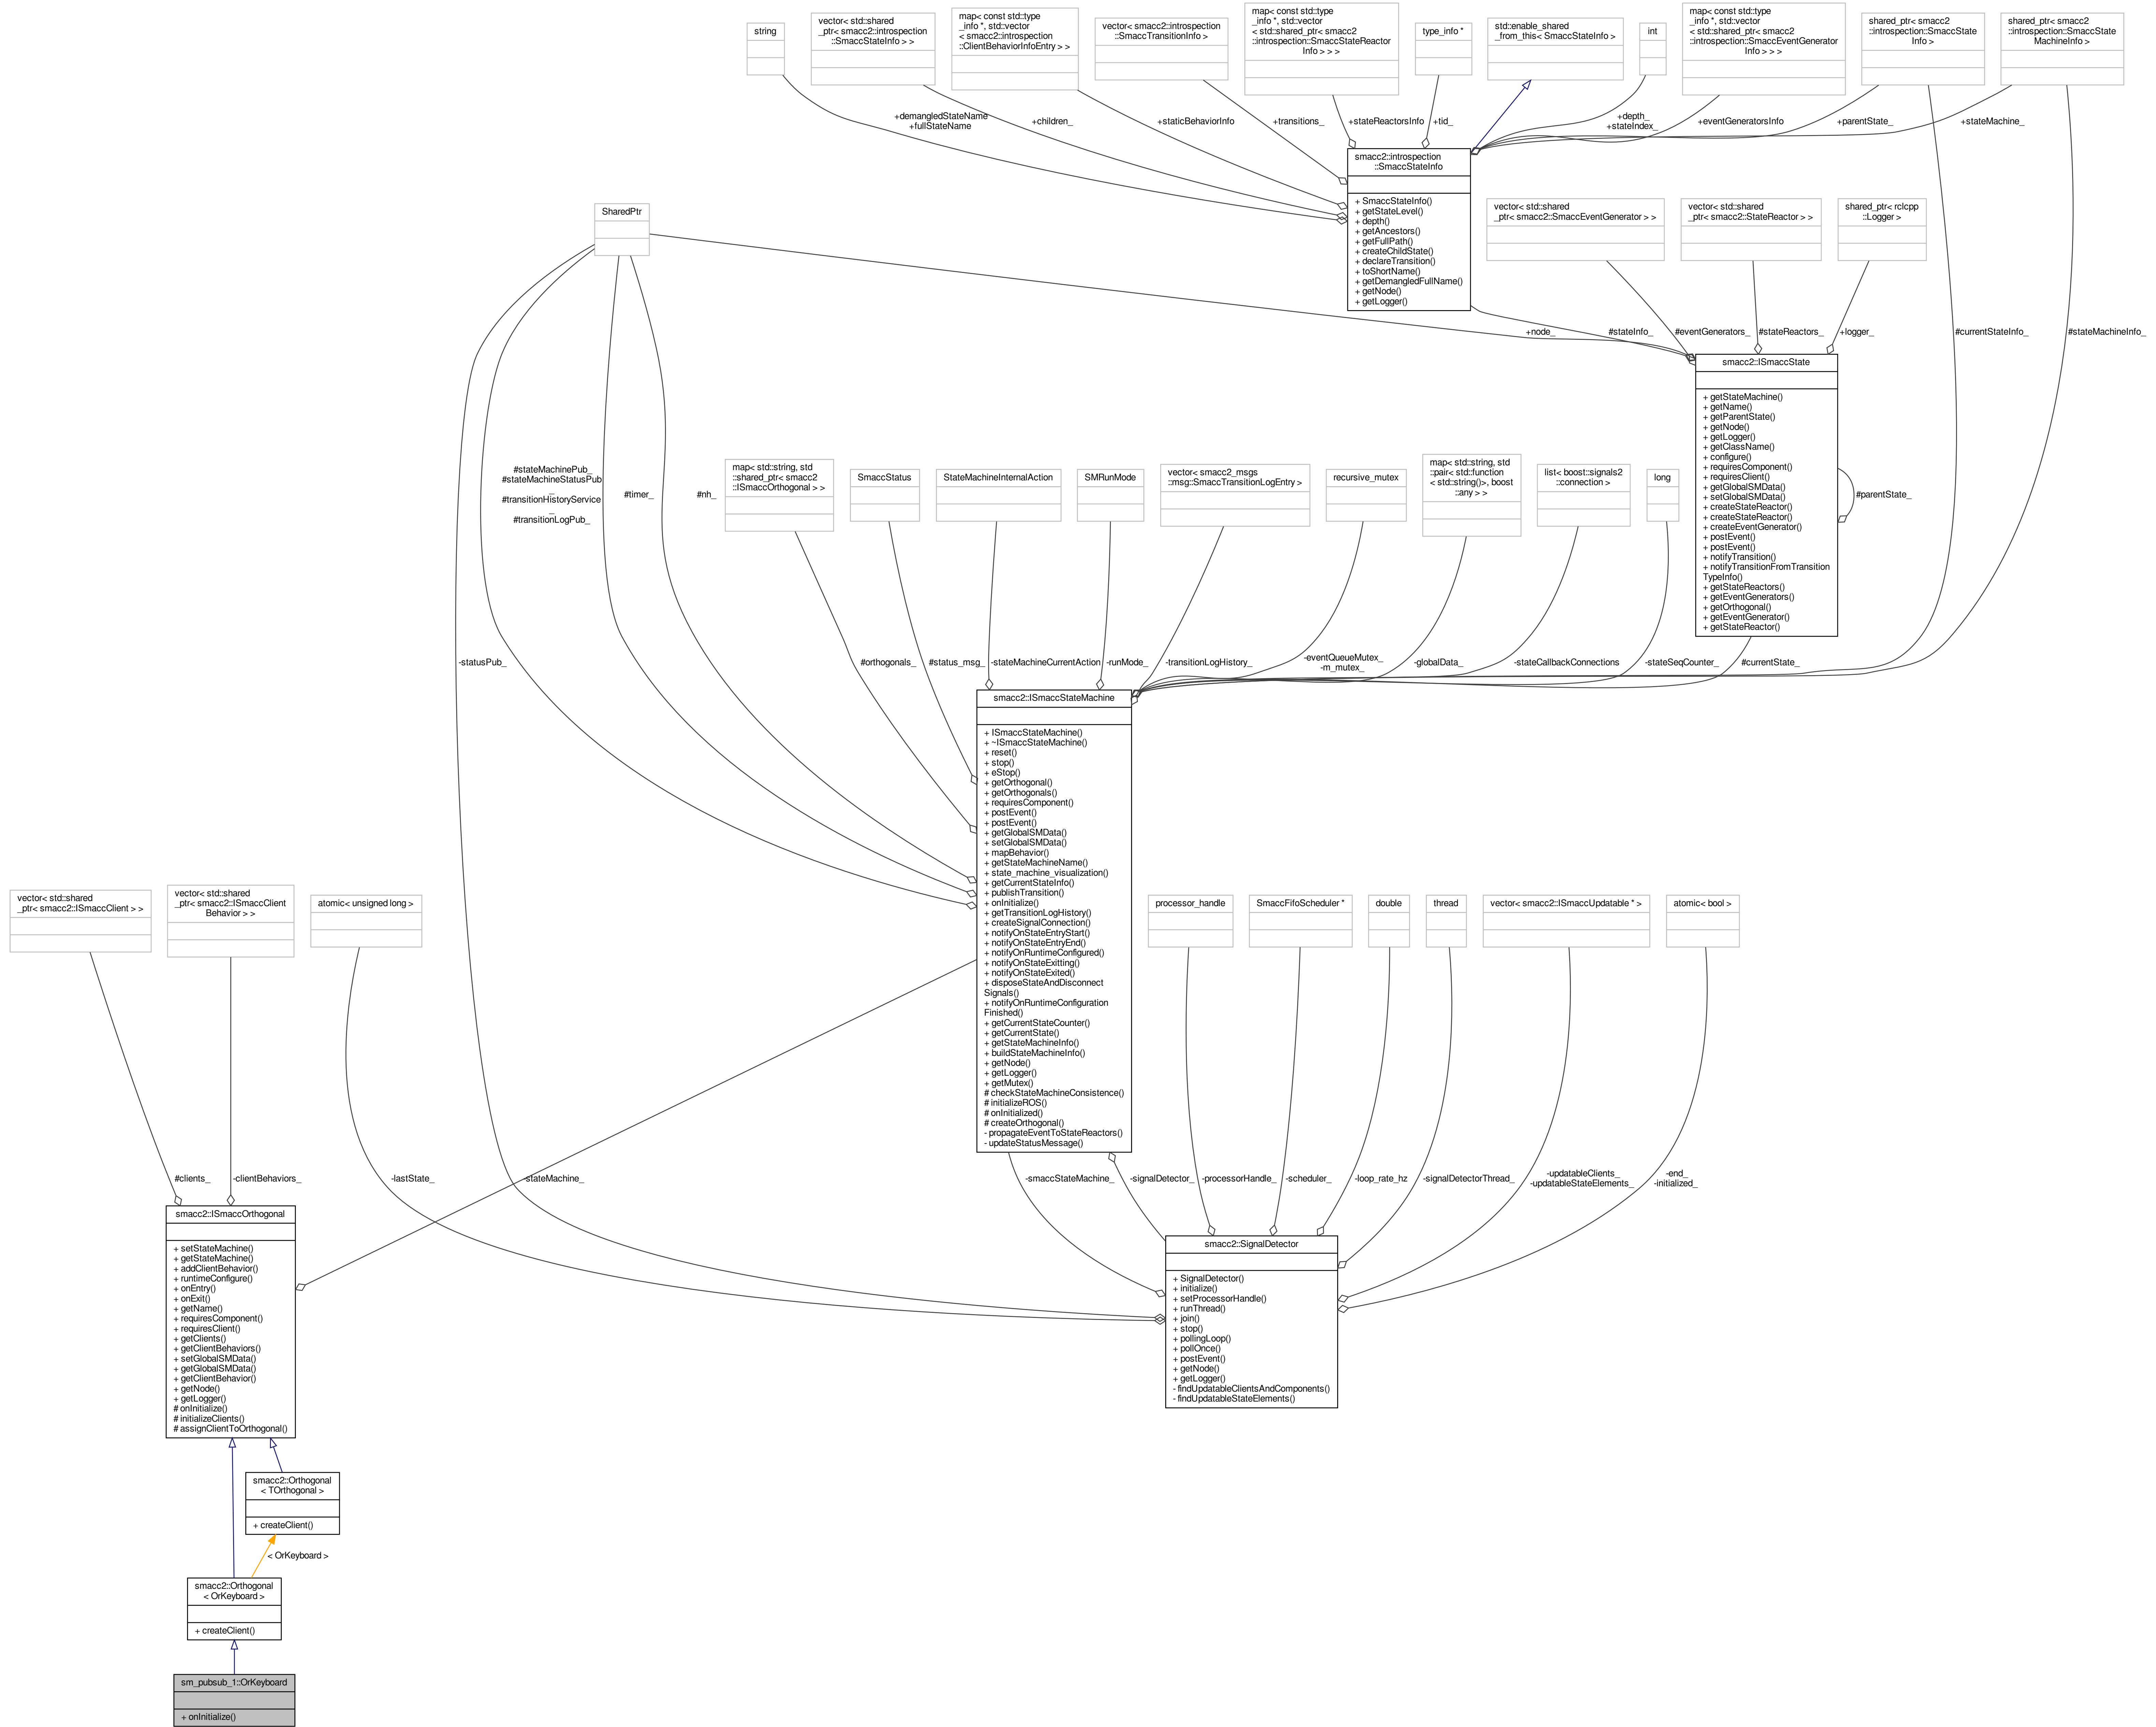 string
vector< std::shared
_ptr< smacc2::introspection
::SmaccStateInfo > >
map< const std::type
_info *, std::vector
< smacc2::introspection
::ClientBehaviorInfoEntry > >
vector< smacc2::introspection
::SmaccTransitionInfo >
map< const std::type
_info *, std::vector
< std::shared_ptr< smacc2
::introspection::SmaccStateReactor
Info > > >
type_info *
std::enable_shared
_from_this< SmaccStateInfo >
int
map< const std::type
_info *, std::vector
< std::shared_ptr< smacc2
::introspection::SmaccEventGenerator
Info > > >
shared_ptr< smacc2
::introspection::SmaccState
Info >
shared_ptr< smacc2
::introspection::SmaccState
MachineInfo >
+demangledStateName
+fullStateName
+children_
+staticBehaviorInfo
+transitions_
+stateReactorsInfo
+tid_
+depth_
+stateIndex_
+eventGeneratorsInfo
+parentState_
+stateMachine_
smacc2::introspection
::SmaccStateInfo
+ SmaccStateInfo()
+ getStateLevel()
+ depth()
+ getAncestors()
+ getFullPath()
+ createChildState()
+ declareTransition()
+ toShortName()
+ getDemangledFullName()
+ getNode()
+ getLogger()
SharedPtr
vector< std::shared
_ptr< smacc2::SmaccEventGenerator > >
vector< std::shared
_ptr< smacc2::StateReactor > >
shared_ptr< rclcpp
::Logger >
+node_
#stateInfo_
#eventGenerators_
#stateReactors_
+logger_
#currentStateInfo_
#stateMachineInfo_
smacc2::ISmaccState
+ getStateMachine()
+ getName()
+ getParentState()
+ getNode()
+ getLogger()
+ getClassName()
+ configure()
+ requiresComponent()
+ requiresClient()
+ getGlobalSMData()
+ setGlobalSMData()
+ createStateReactor()
+ createStateReactor()
+ createEventGenerator()
+ postEvent()
+ postEvent()
+ notifyTransition()
+ notifyTransitionFromTransition
TypeInfo()
+ getStateReactors()
+ getEventGenerators()
+ getOrthogonal()
+ getEventGenerator()
+ getStateReactor()
#parentState_
#stateMachinePub_
#stateMachineStatusPub
_
#transitionHistoryService
_
#transitionLogPub_
#timer_
#nh_
map< std::string, std
::shared_ptr< smacc2
::ISmaccOrthogonal > >
SmaccStatus
StateMachineInternalAction
SMRunMode
vector< smacc2_msgs
::msg::SmaccTransitionLogEntry >
recursive_mutex
map< std::string, std
::pair< std::function
< std::string()>, boost
::any > >
list< boost::signals2
::connection >
long
-statusPub_
#orthogonals_
#status_msg_
-stateMachineCurrentAction
-runMode_
-transitionLogHistory_
-eventQueueMutex_
-m_mutex_
-globalData_
-stateCallbackConnections
-stateSeqCounter_
#currentState_
smacc2::ISmaccStateMachine
+ ISmaccStateMachine()
+ ~ISmaccStateMachine()
+ reset()
+ stop()
+ eStop()
+ getOrthogonal()
+ getOrthogonals()
+ requiresComponent()
+ postEvent()
+ postEvent()
+ getGlobalSMData()
+ setGlobalSMData()
+ mapBehavior()
+ getStateMachineName()
+ state_machine_visualization()
+ getCurrentStateInfo()
+ publishTransition()
+ onInitialize()
+ getTransitionLogHistory()
+ createSignalConnection()
+ notifyOnStateEntryStart()
+ notifyOnStateEntryEnd()
+ notifyOnRuntimeConfigured()
+ notifyOnStateExitting()
+ notifyOnStateExited()
+ disposeStateAndDisconnect
Signals()
+ notifyOnRuntimeConfiguration
Finished()
+ getCurrentStateCounter()
+ getCurrentState()
+ getStateMachineInfo()
+ buildStateMachineInfo()
+ getNode()
+ getLogger()
+ getMutex()
# checkStateMachineConsistence()
# initializeROS()
# onInitialized()
# createOrthogonal()
- propagateEventToStateReactors()
- updateStatusMessage()
vector< std::shared
_ptr< smacc2::ISmaccClient > >
vector< std::shared
_ptr< smacc2::ISmaccClient
Behavior > >
atomic< unsigned long >
processor_handle
SmaccFifoScheduler *
double
thread
vector< smacc2::ISmaccUpdatable * >
atomic< bool >
#clients_
-clientBehaviors_
-lastState_
-stateMachine_
-smaccStateMachine_
-signalDetector_
-processorHandle_
-scheduler_
-loop_rate_hz
-signalDetectorThread_
-updatableClients_
-updatableStateElements_
-end_
-initialized_
smacc2::ISmaccOrthogonal
+ setStateMachine()
+ getStateMachine()
+ addClientBehavior()
+ runtimeConfigure()
+ onEntry()
+ onExit()
+ getName()
+ requiresComponent()
+ requiresClient()
+ getClients()
+ getClientBehaviors()
+ setGlobalSMData()
+ getGlobalSMData()
+ getClientBehavior()
+ getNode()
+ getLogger()
# onInitialize()
# initializeClients()
# assignClientToOrthogonal()
smacc2::SignalDetector
+ SignalDetector()
+ initialize()
+ setProcessorHandle()
+ runThread()
+ join()
+ stop()
+ pollingLoop()
+ pollOnce()
+ postEvent()
+ getNode()
+ getLogger()
- findUpdatableClientsAndComponents()
- findUpdatableStateElements()
smacc2::Orthogonal
< TOrthogonal >
+ createClient()
< OrKeyboard >
smacc2::Orthogonal
< OrKeyboard >
+ createClient()
sm_pubsub_1::OrKeyboard
+ onInitialize()